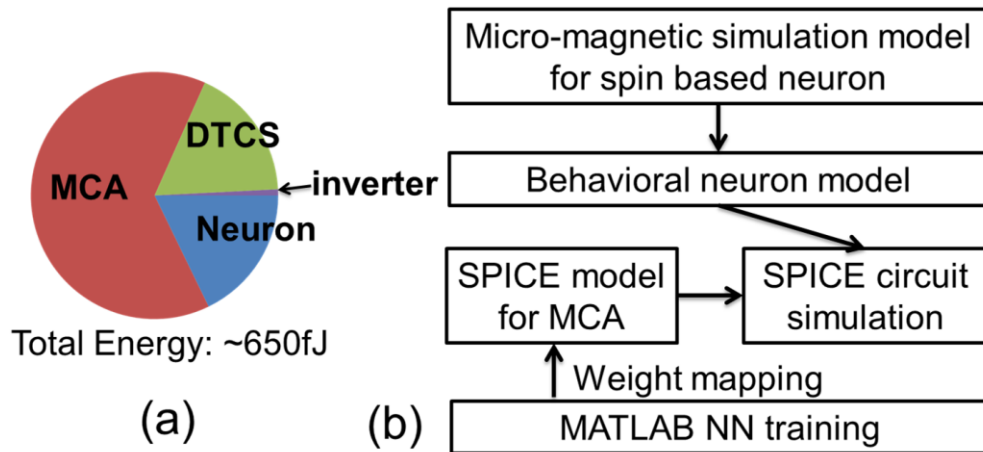 DTCS
MCA
inverter
Neuron
Total Energy: ~650fJ
(a)
Micro-magnetic simulation model
for spin based neuron
Behavioral neuron model
SPICE model
for MCA
SPICE circuit
simulation
Weight mapping
MATLAB NN training
(b)